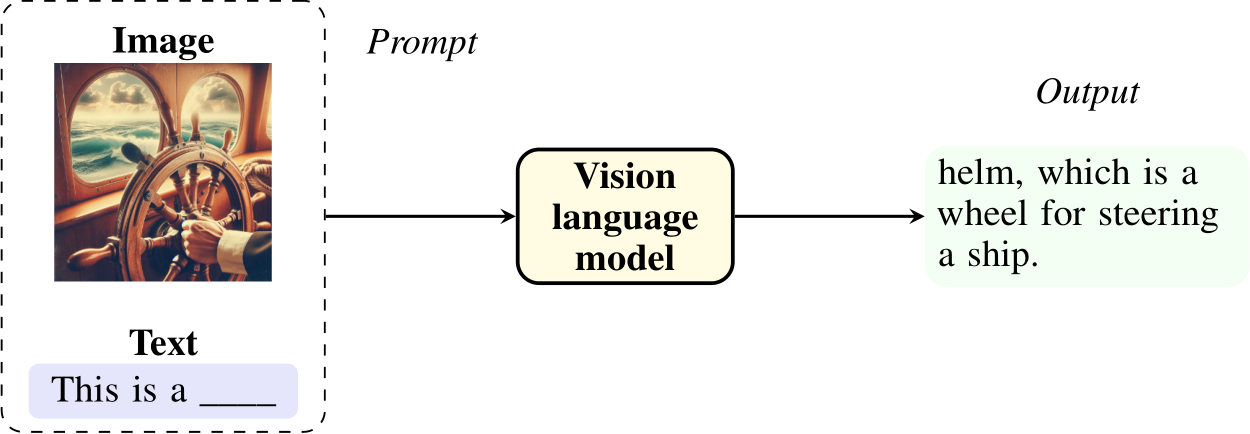 Image
Prompt
Text
This is a ____
Vision
language
model
Output
helm, which is a
wheel for steering
a ship.